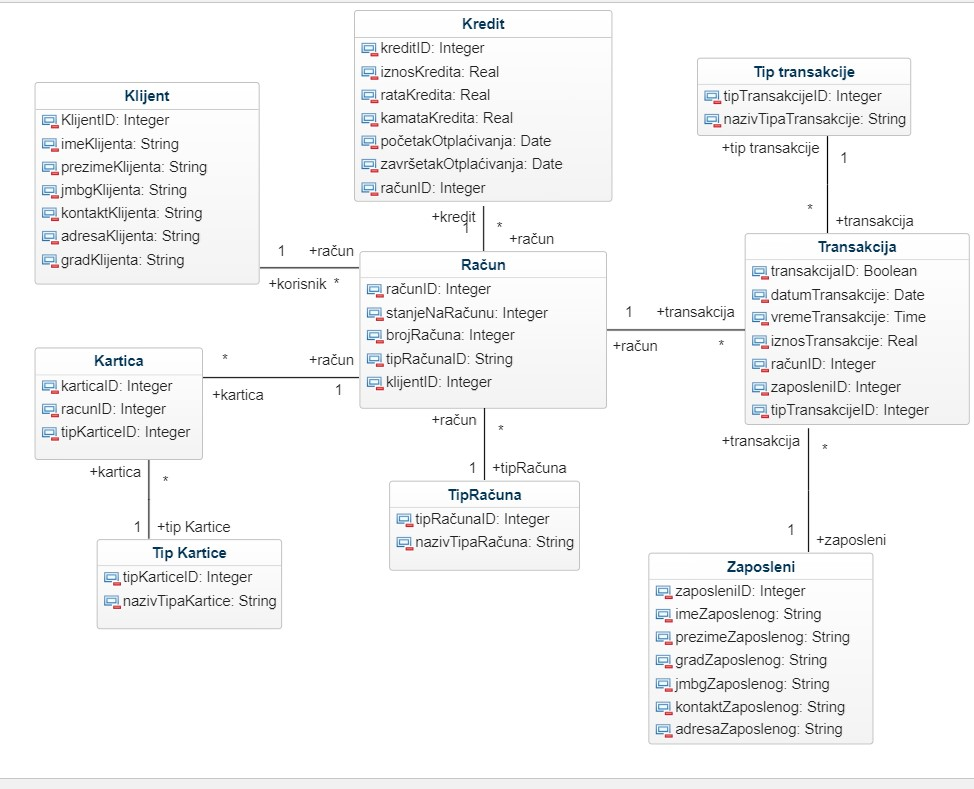 Kredit
kreditID: Integer
iznosKredita: Real
rataKredita: Real
kamataKredita: Real
početakOtplaćivanja: Date
završetakOtplaćivanja: Date
računID: Integer
Tip transakcije
tipTransakcijeID: Integer
nazivTipaTransakcije: String
Klijent
KlijentID: Integer
imeKlijenta: String
prezimeKlijenta: String
jmbgKlijenta: String
kontaktKlijenta: String
adresaKlijenta: String
gradKlijenta: String
+tip transakcije
1
*
+transakcija
+kredit
1
*
+račun
1
+račun
+korisnik
*
Račun
računID: Integer
stanjeNaRačunu: Integer
brojRačuna: Integer
tipRačunaID: String
klijentID: Integer
Transakcija
transakcijaID: Boolean
datumTransakcije: Date
vremeTransakcije: Time
iznosTransakcije: Real
računID: Integer
zaposleniID: Integer
tipTransakcijeID: Integer
1
+transakcija
+račun
*
Kartica
karticaID: Integer
racunID: Integer
tipKarticeID: Integer
*
+račun
+kartica
1
+račun
*
1
+tipRačuna
+transakcija
*
1
+zaposleni
+kartica
*
1
+tip Kartice
TipRačuna
tipRačunaID: Integer
nazivTipaRačuna: String
Tip Kartice
tipKarticeID: Integer
nazivTipaKartice: String
Zaposleni
zaposleniID: Integer
imeZaposlenog: String
prezimeZaposlenog: String
gradZaposlenog: String
jmbgZaposlenog: String
kontaktZaposlenog: String
adresaZaposlenog: String